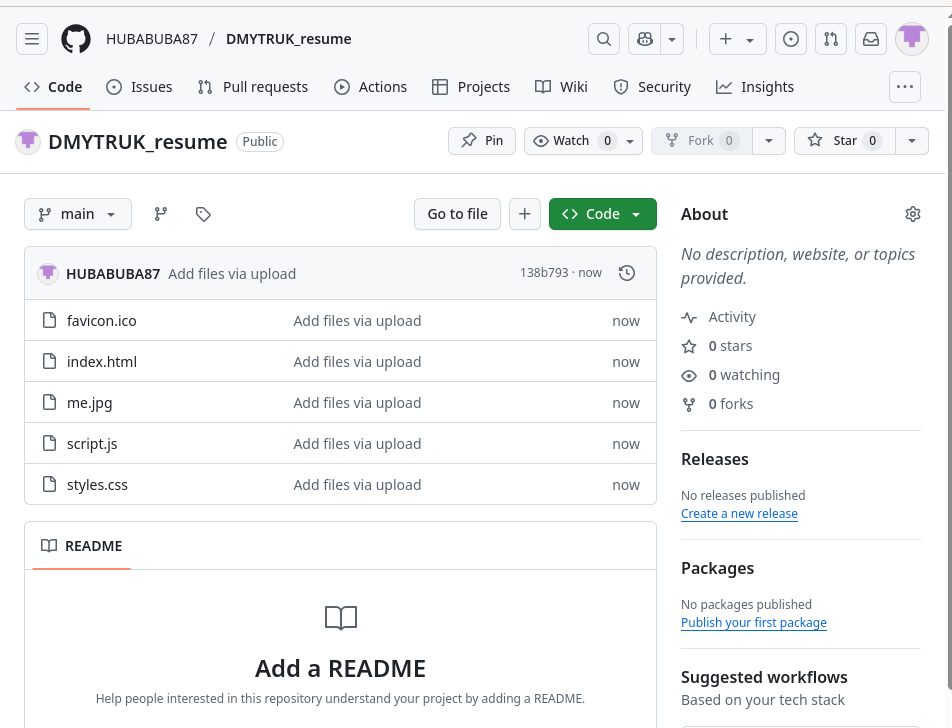 HUBABUBA87 / DMYTRUK_resume
Code Issues Pull requests Actions Projects Wiki Security Insights
DMYTRUK_resume Public Pin Watch 0 Fork 0 Star 0
main Go to file Code
HUBABUBA87 Add files via upload 138b793 · now
favicon.ico Add files via upload now
index.html Add files via upload now
me.jpg Add files via upload now
script.js Add files via upload now
styles.css Add files via upload now
README
Add a README
Help people interested in this repository understand your project by adding a README.
About
No description, website, or topics
provided.
Activity
0 stars
0 watching
0 forks
Releases
No releases published
Create a new release
Packages
No packages published
Publish your first package
Suggested workflows
Based on your tech stack